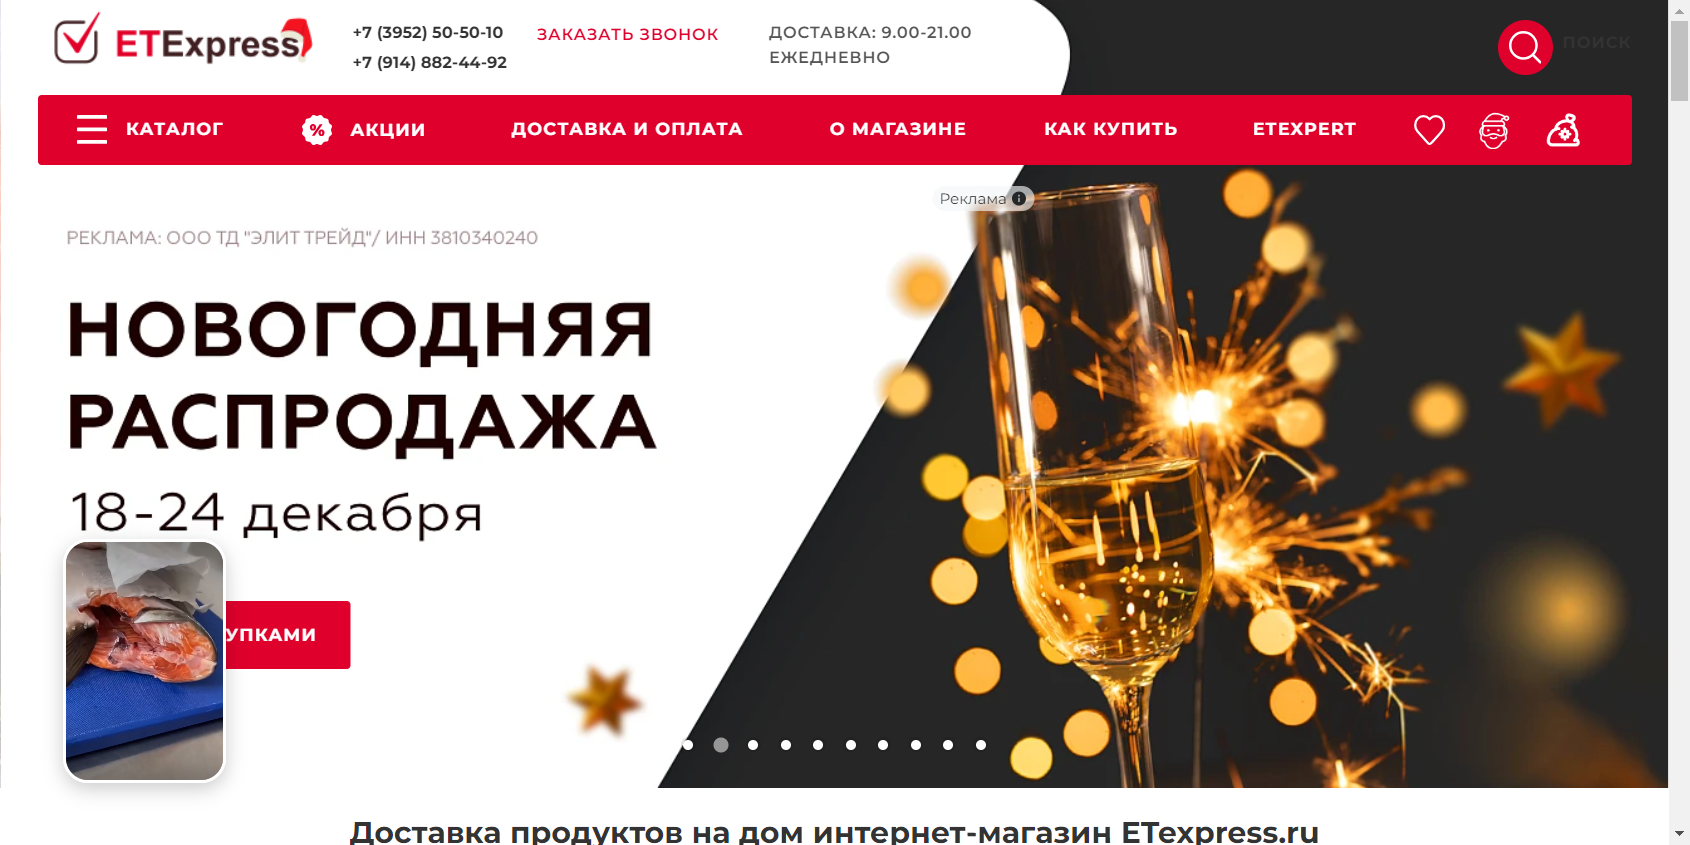 ETExpress
+7 (3952) 50-50-10
+7 (914) 882-44-92
ЗАКАЗАТЬ ЗВОНОК
ДОСТАВКА: 9.00-21.00
ЕЖЕДНЕВНО
ПОИСК
КАТАЛОГ
%
АКЦИИ
ДОСТАВКА И ОПЛАТА
О МАГАЗИНЕ
КАК КУПИТЬ
ETEXPERT
Реклама
РЕКЛАМА: ООО ТД "ЭЛИТ ТРЕЙД"/ ИНН 3810340240
НОВОГОДНЯЯ
РАСПРОДАЖА
18-24 декабря
УПКАМИ
Доставка продуктов на дом интернет-магазин ETexpress.ru